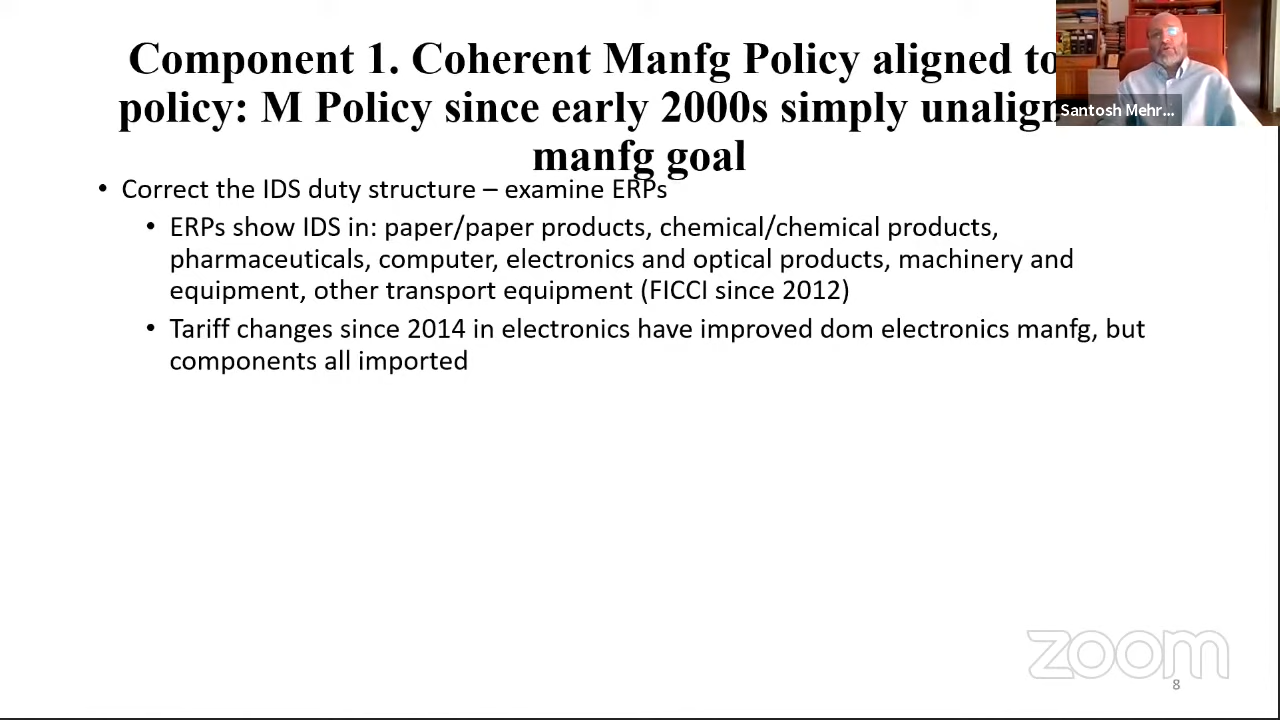 Component 1. Coherent Manfg Policy aligned to
policy: M Policy since early 2000s simply unalign
manfg goal
Santosh Mehr...
• Correct the IDS duty structure – examine ERPs
• ERPs show IDS in: paper/paper products, chemical/chemical products,
pharmaceuticals, computer, electronics and optical products, machinery and
equipment, other transport equipment (FICCI since 2012)
• Tariff changes since 2014 in electronics have improved dom electronics manfg, but
components all imported
zoom
8